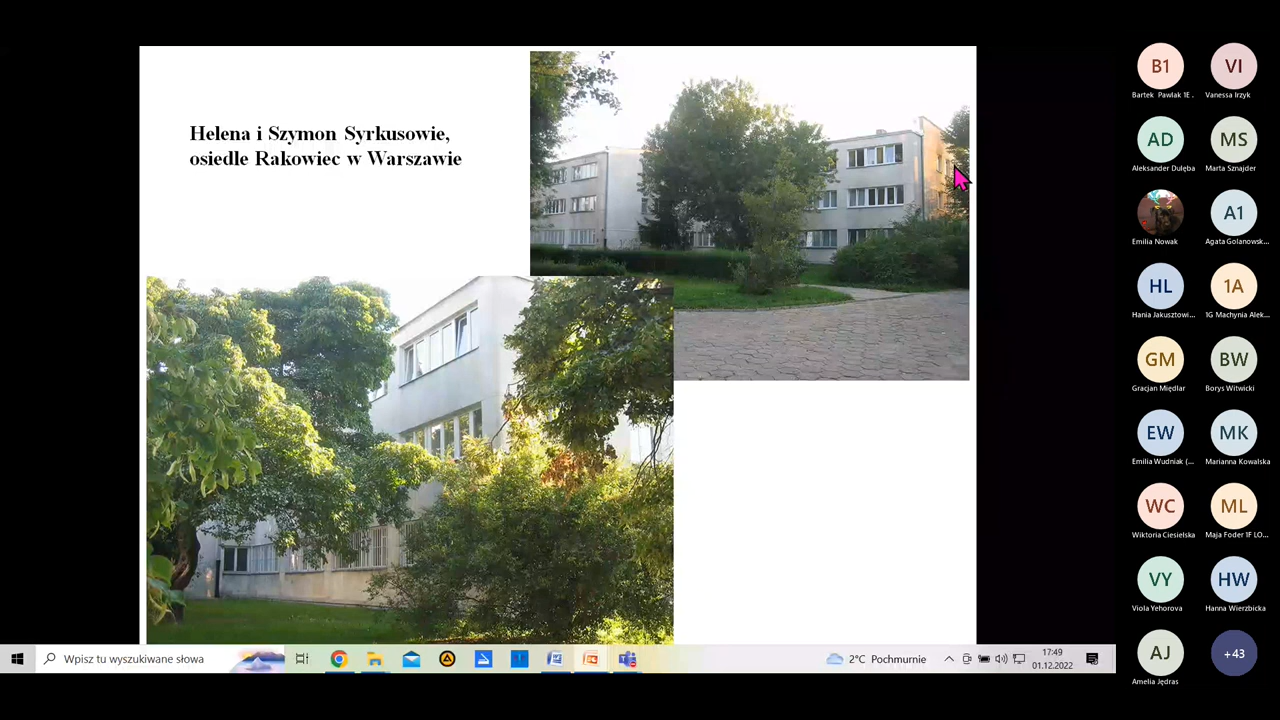 Helena i Szymon Syrkusowie,
osiedle Rakowiec w Warszawie
B1
Bartek Pawlak 1E .
VI
Vanessa Irzyk
AD
Aleksander Dulęba
MS
Marta Sznajder
Emilia Nowak
A1
Agata Golanowsk...
HL
Hania Jakusztowi...
1A
1G Machynia Alek...
GM
Gracjan Międlar
BW
Borys Witwicki
EW
Emilia Wudniak (...
MK
Marianna Kowalska
WC
Wiktoria Ciesielska
ML
Maja Foder 1F LO...
VY
Viola Yehorova
HW
Hanna Wierzbicka
AJ
Amelia Jędras
+43
Wpisz tu wyszukiwane słowa
2°C Pochmurnie
17:49
01.12.2022